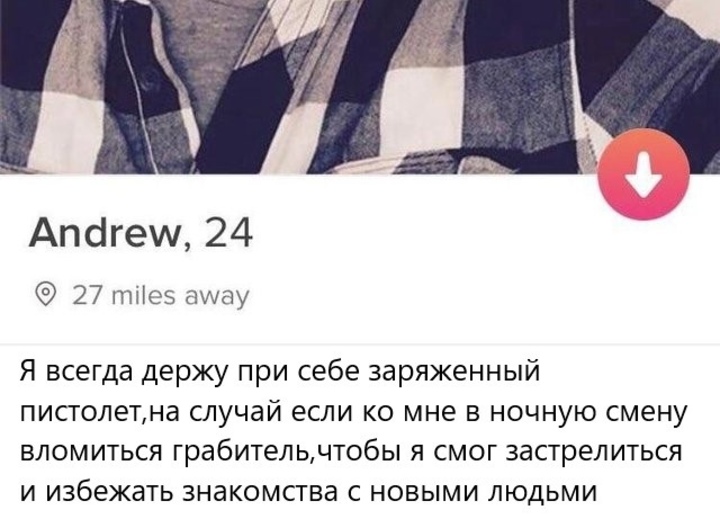 Andrew, 24
27 miles away
Я всегда держу при себе заряженный
пистолет,на случай если ко мне в ночную смену
вломиться грабитель,чтобы я смог застрелиться
и избежать знакомства с новыми людьми